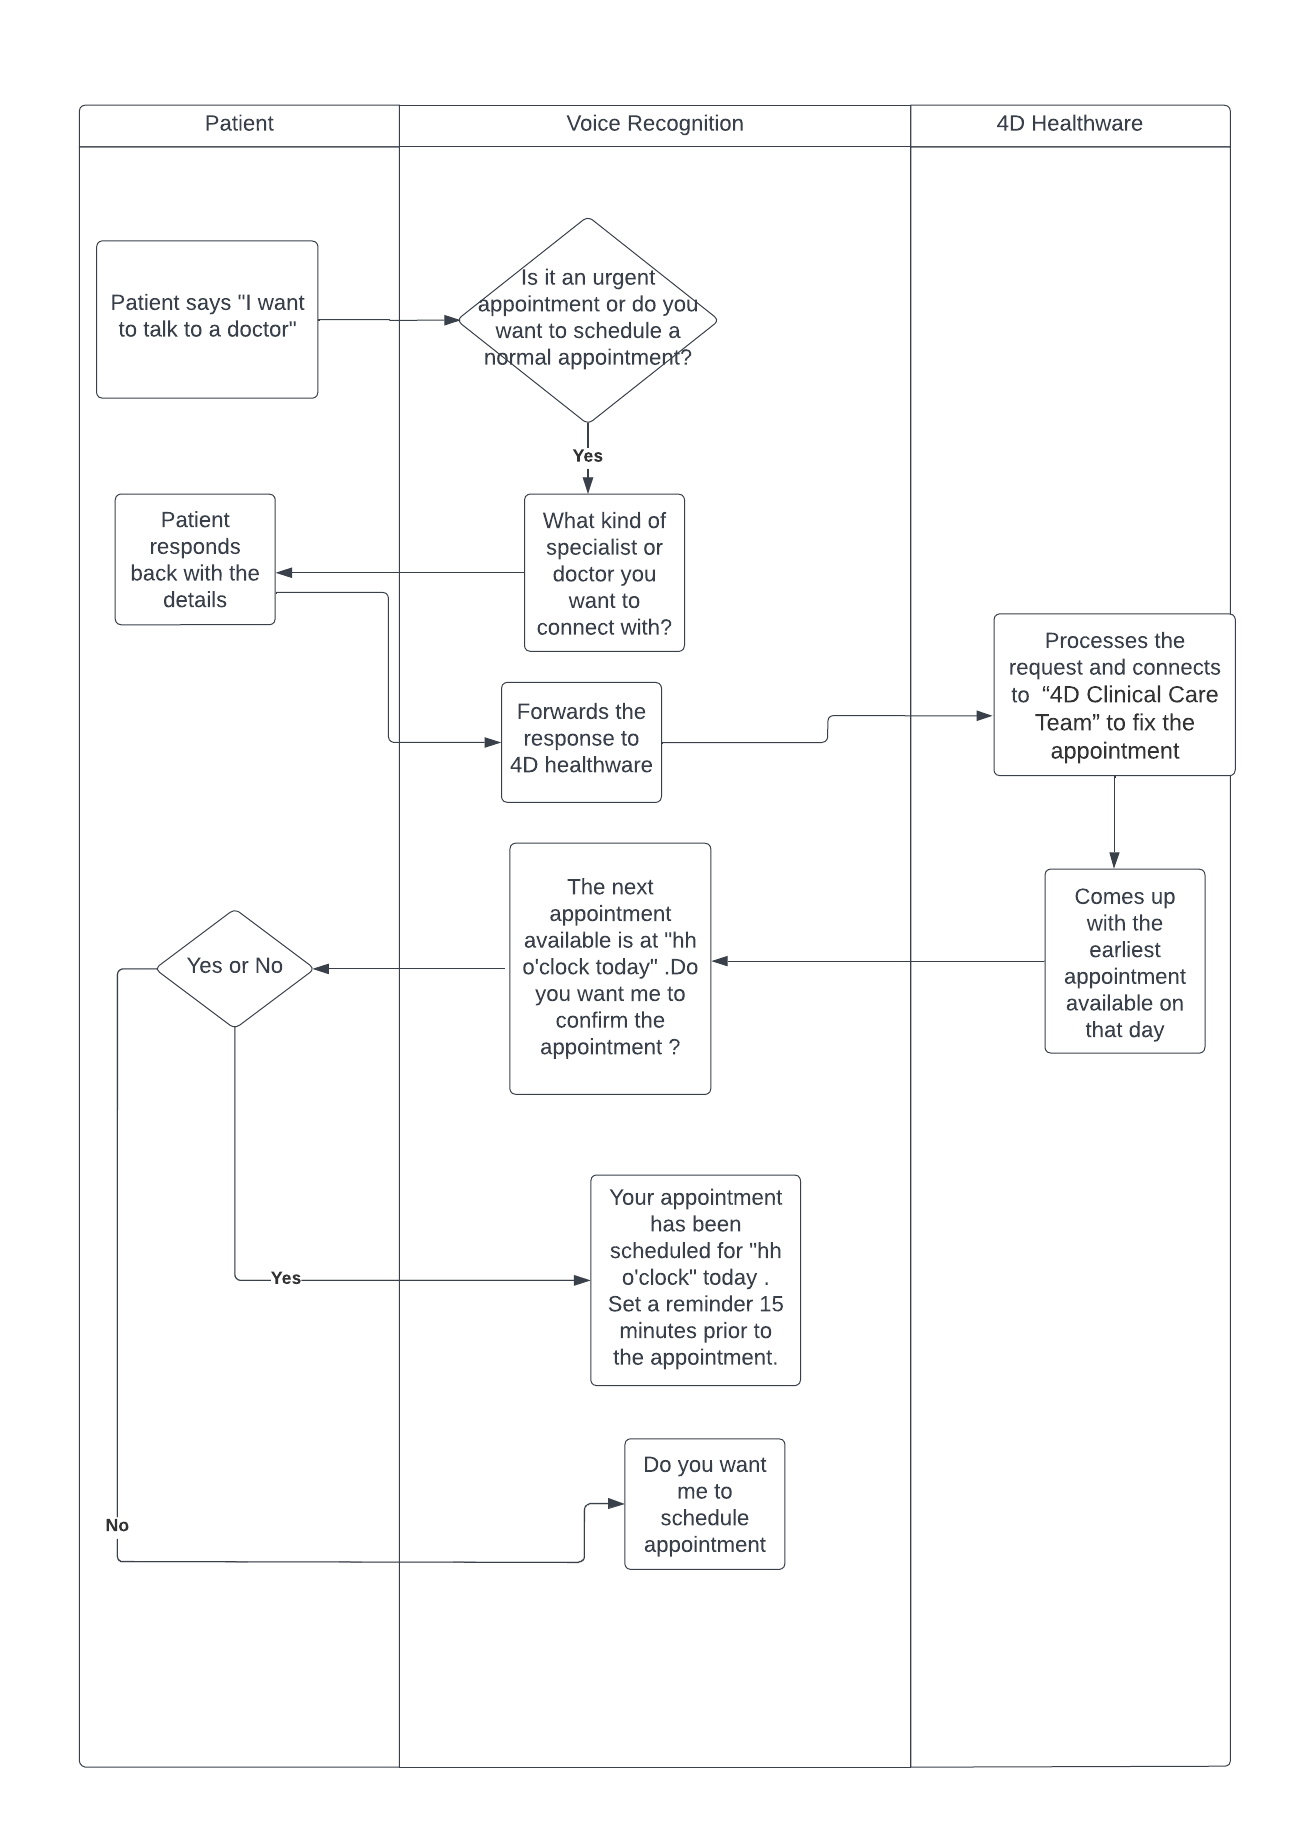 Patient
Voice Recognition
4D Healthware
Patient says "I want
to talk to a doctor"
Is it an urgent
appointment or do you
want to schedule a
normal appointment?
Yes
What kind of
specialist or
doctor you
want to
connect with?
Patient
responds
back with the
details
Forwards the
response to
4D healthware
Processes the
request and connects
to “4D Clinical Care
Team” to fix the
appointment
Comes up
with the
earliest
appointment
available on
that day
The next
appointment
available is at "hh
o'clock today" .Do
you want me to
confirm the
appointment ?
Yes or No
Yes
Your appointment
has been
scheduled for "hh
o'clock" today .
Set a reminder 15
minutes prior to
the appointment.
No
Do you want
me to
schedule
appointment